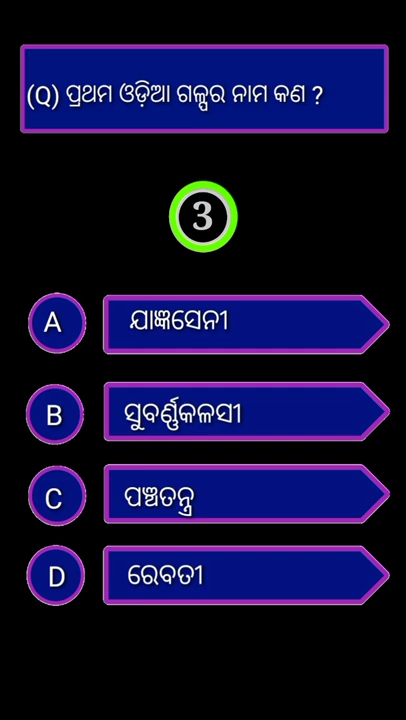 (Q) ପ୍ରଥମ ଓଡ଼ିଆ ଗଳ୍ପର ନାମ କଣ ?
3
A ଯାଜ୍ଞସେନୀ
B ସୁବର୍ଣ୍ଣକଳସୀ
C ପଞ୍ଚତନ୍ତ୍ର
D ରେବତୀ